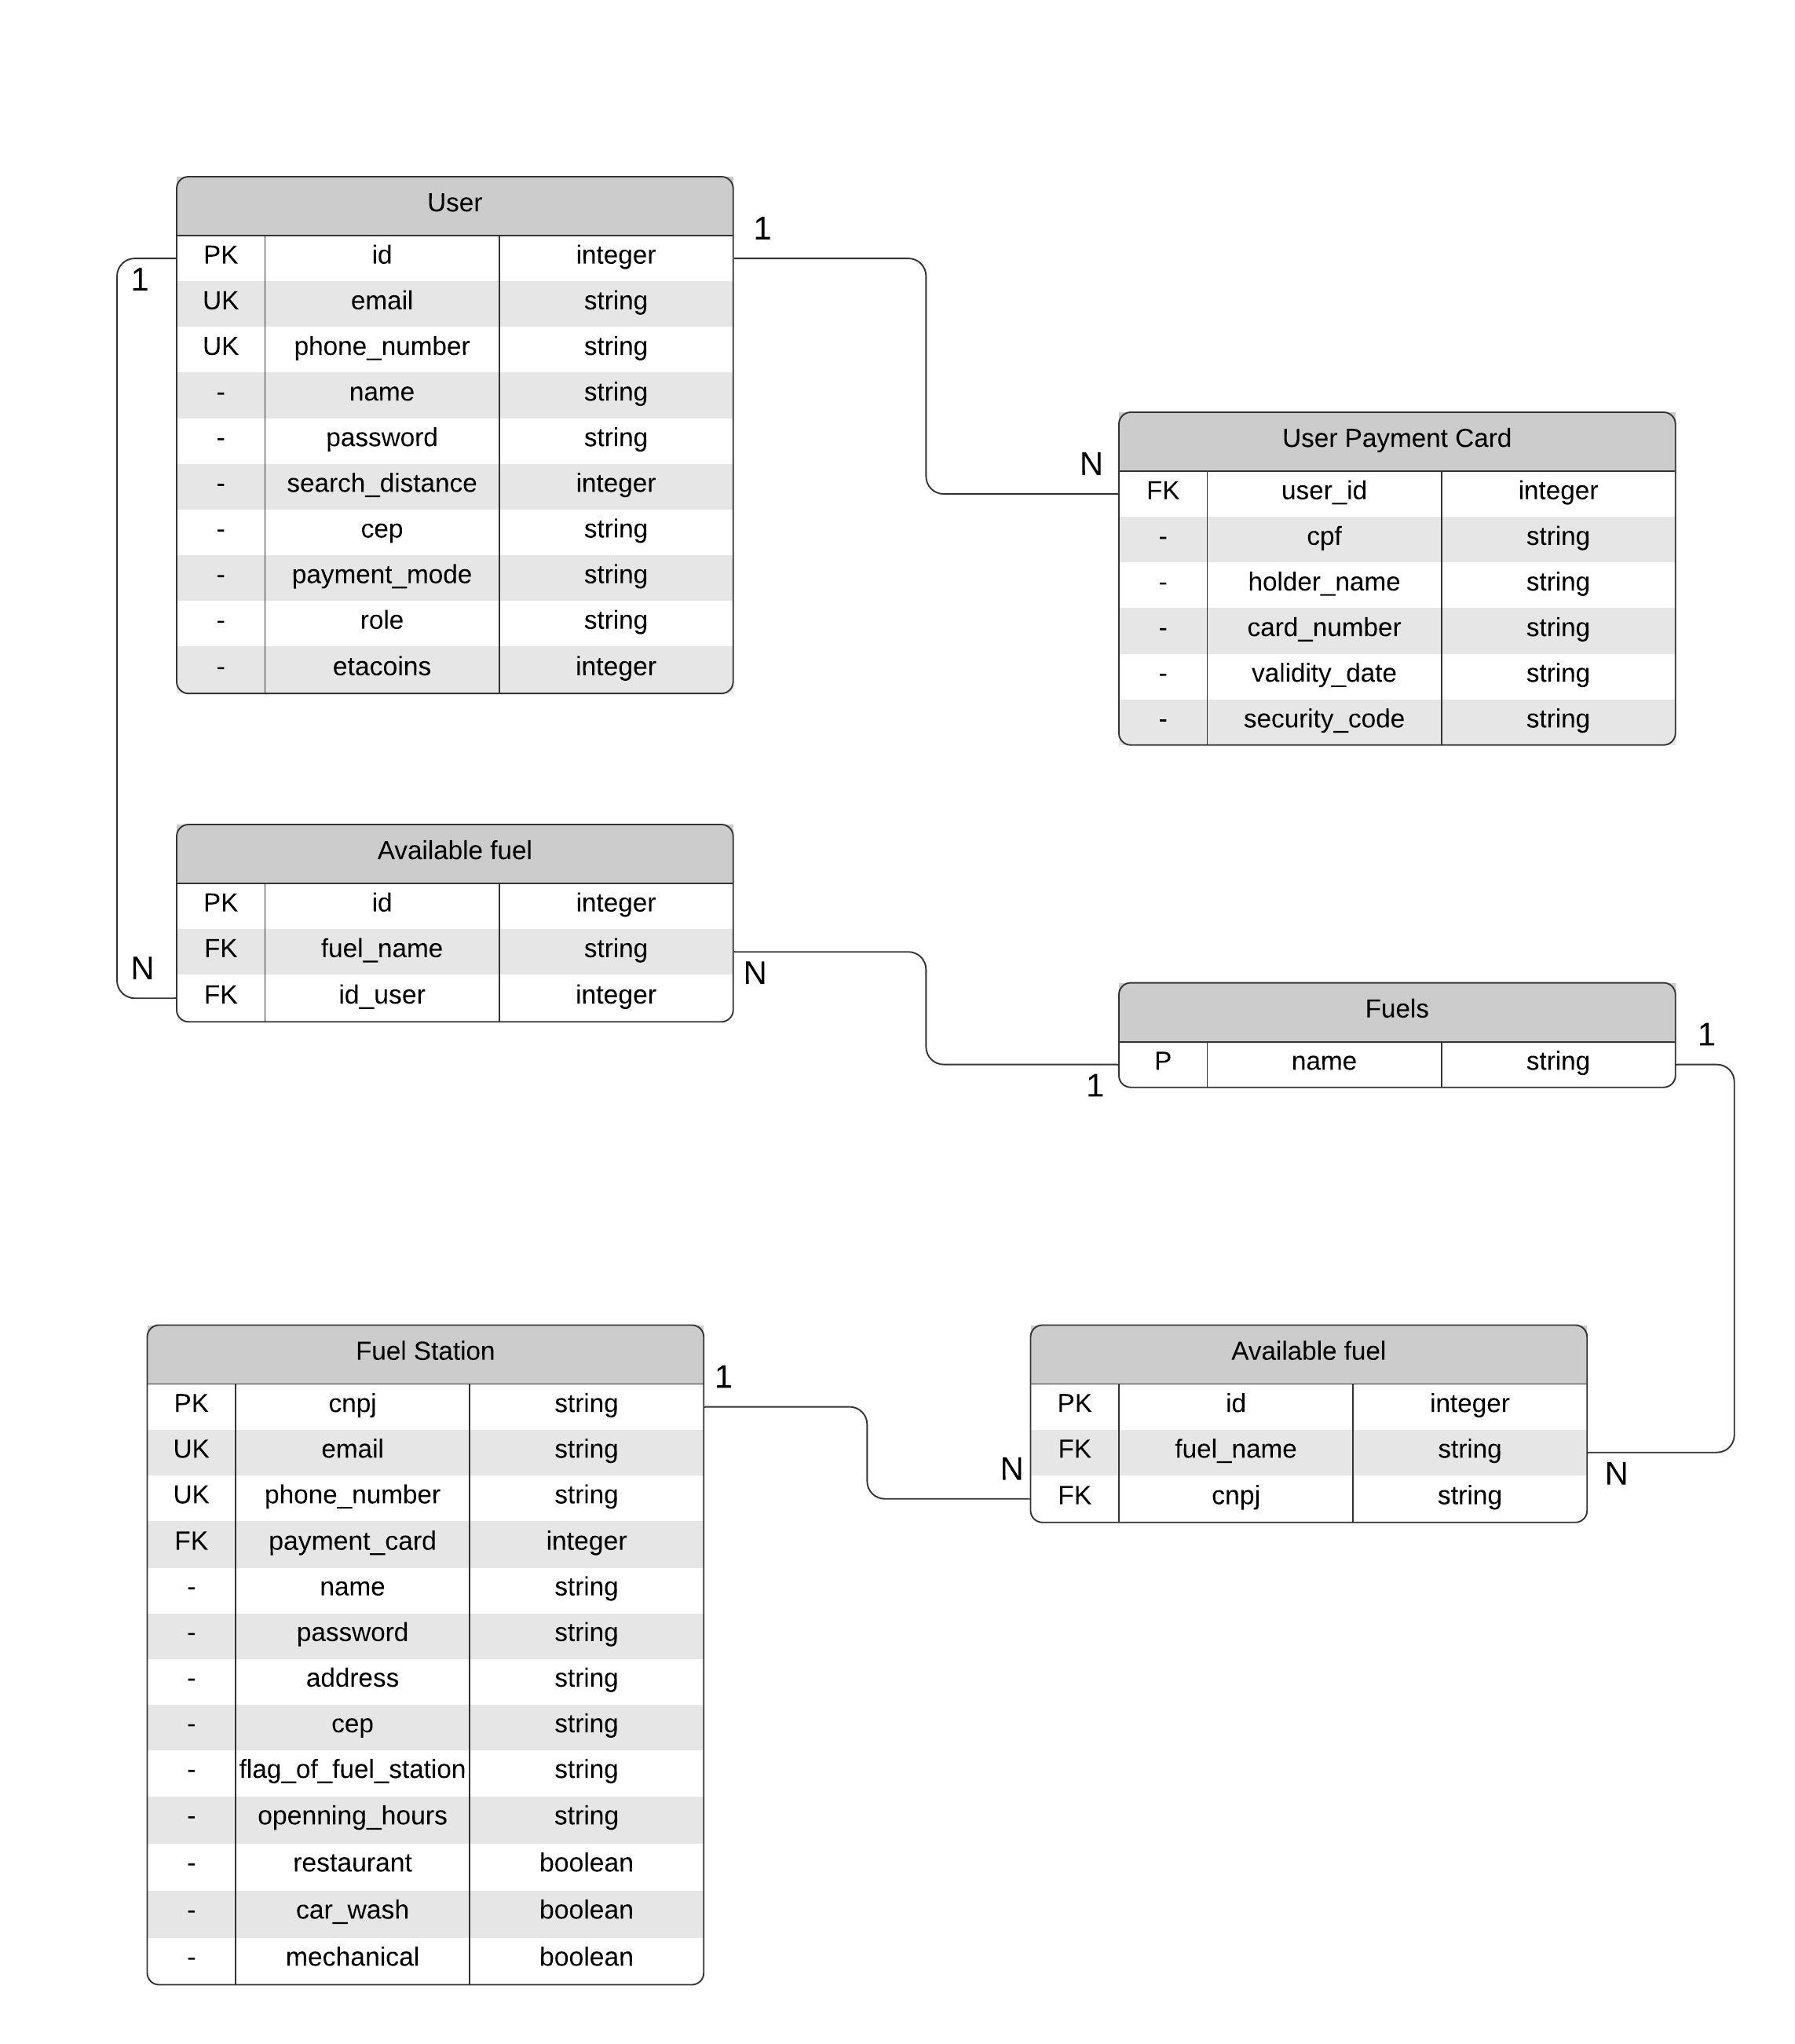 User
PK id integer
UK email string
UK phone_number string
- name string
- password string
- search_distance integer
- cep string
- payment_mode string
- role string
- etacoins integer
1
1
N
User Payment Card
FK user_id integer
- cpf string
- holder_name string
- card_number string
- validity_date string
- security_code string
Available fuel
PK id integer
FK fuel_name string
FK id_user integer
N
N
Fuels
P name string
1
1
Fuel Station
PK cnpj string
UK email string
UK phone_number string
FK payment_card integer
- name string
- password string
- address string
- cep string
- flag_of_fuel_station string
- openning_hours string
- restaurant boolean
- car_wash boolean
- mechanical boolean
1
N
Available fuel
PK id integer
FK fuel_name string
FK cnpj string
N